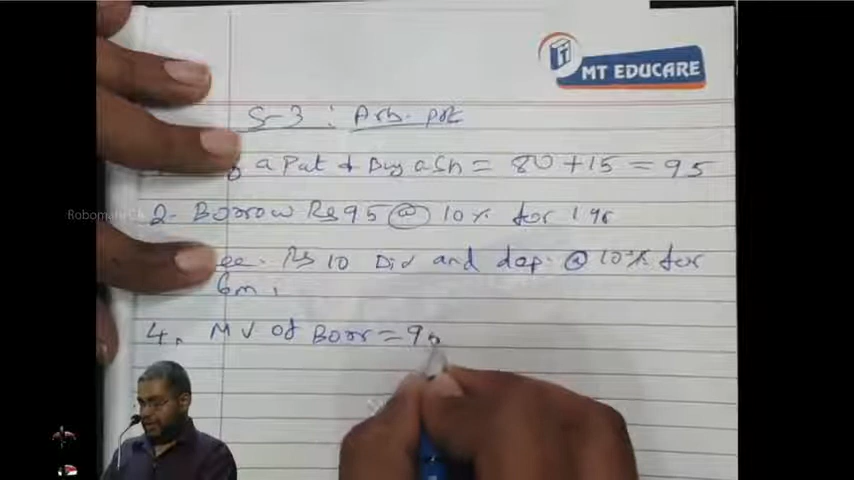 MT EDUCARE
S-3 : Arb. pft
a Put & Buy a Sh = 80 + 15 = 95
2. Borrow Rs 95 @ 10% for 1 yr
Rs 10 Div and dep. @ 10% for
6m.
4. MV of Borr = 9